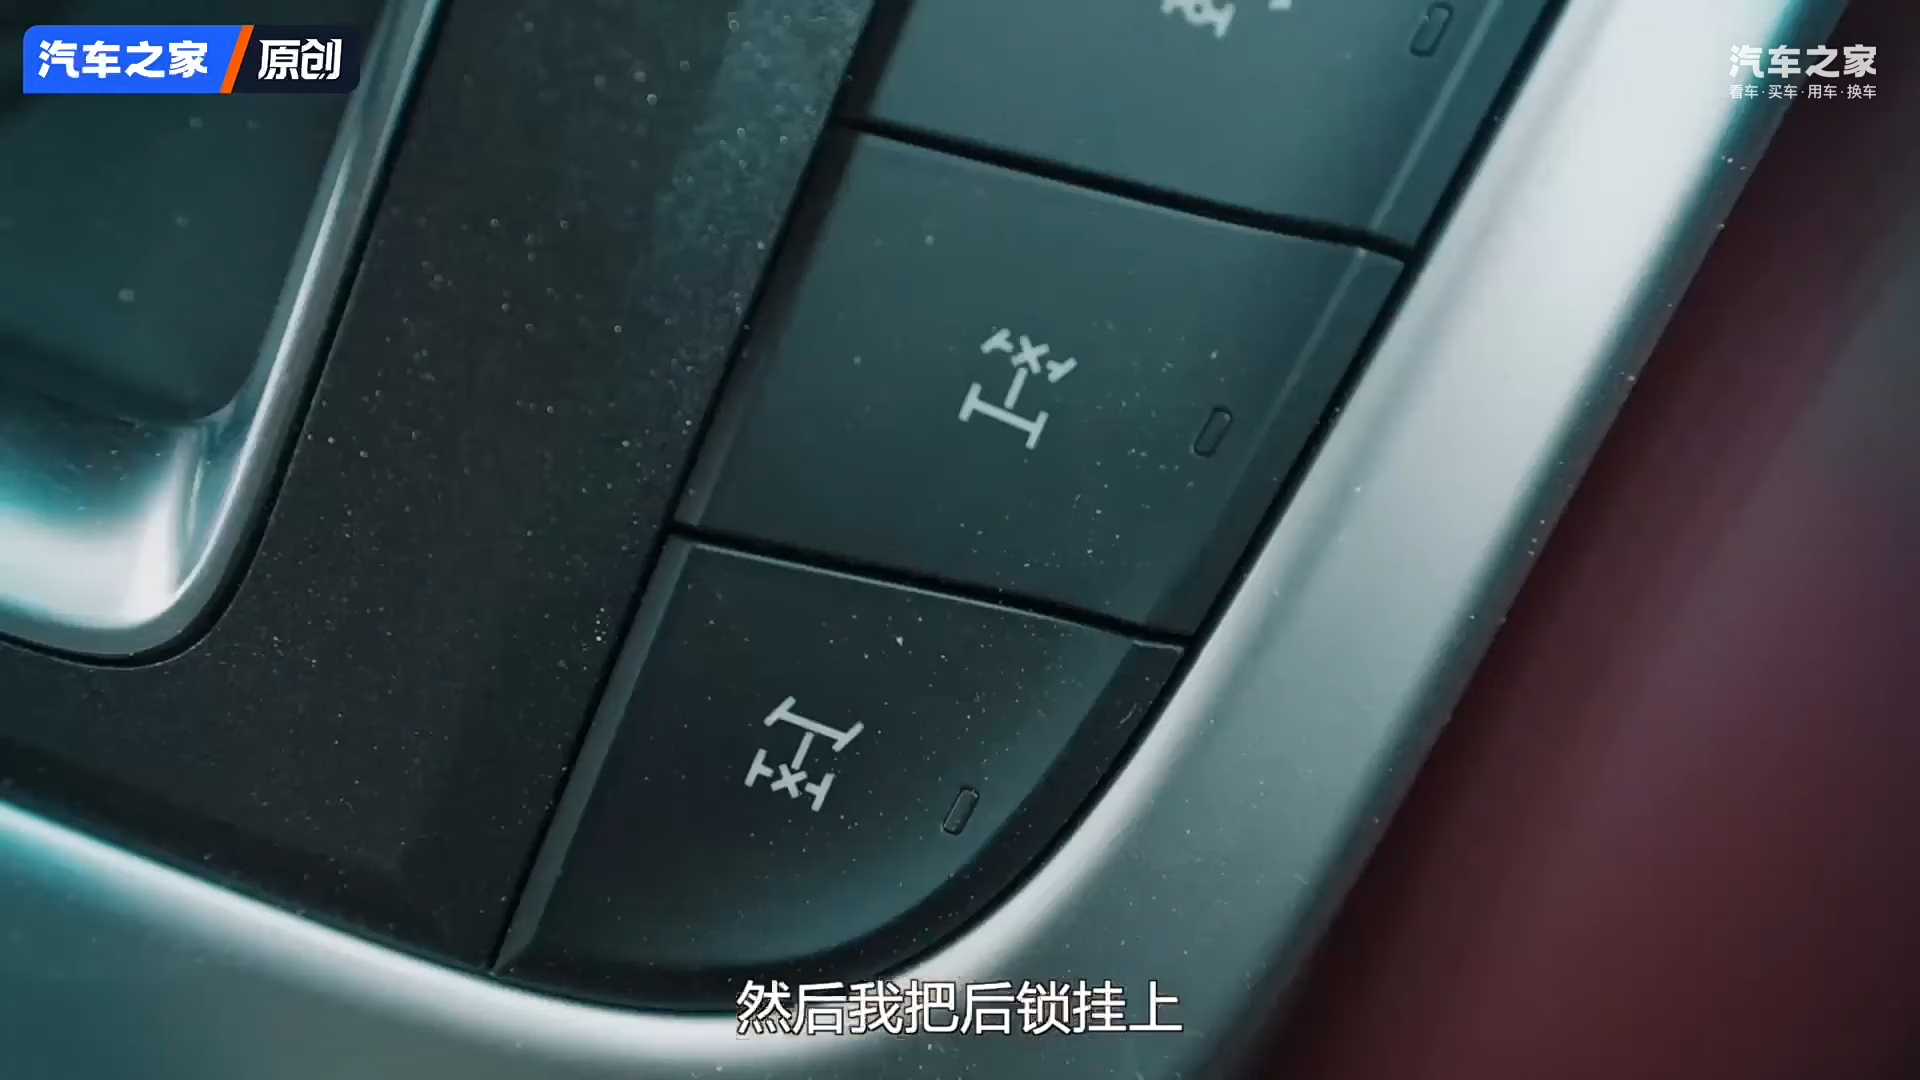 汽车之家 原创
汽车之家
看车·买车·用车·换车
然后我把后锁挂上